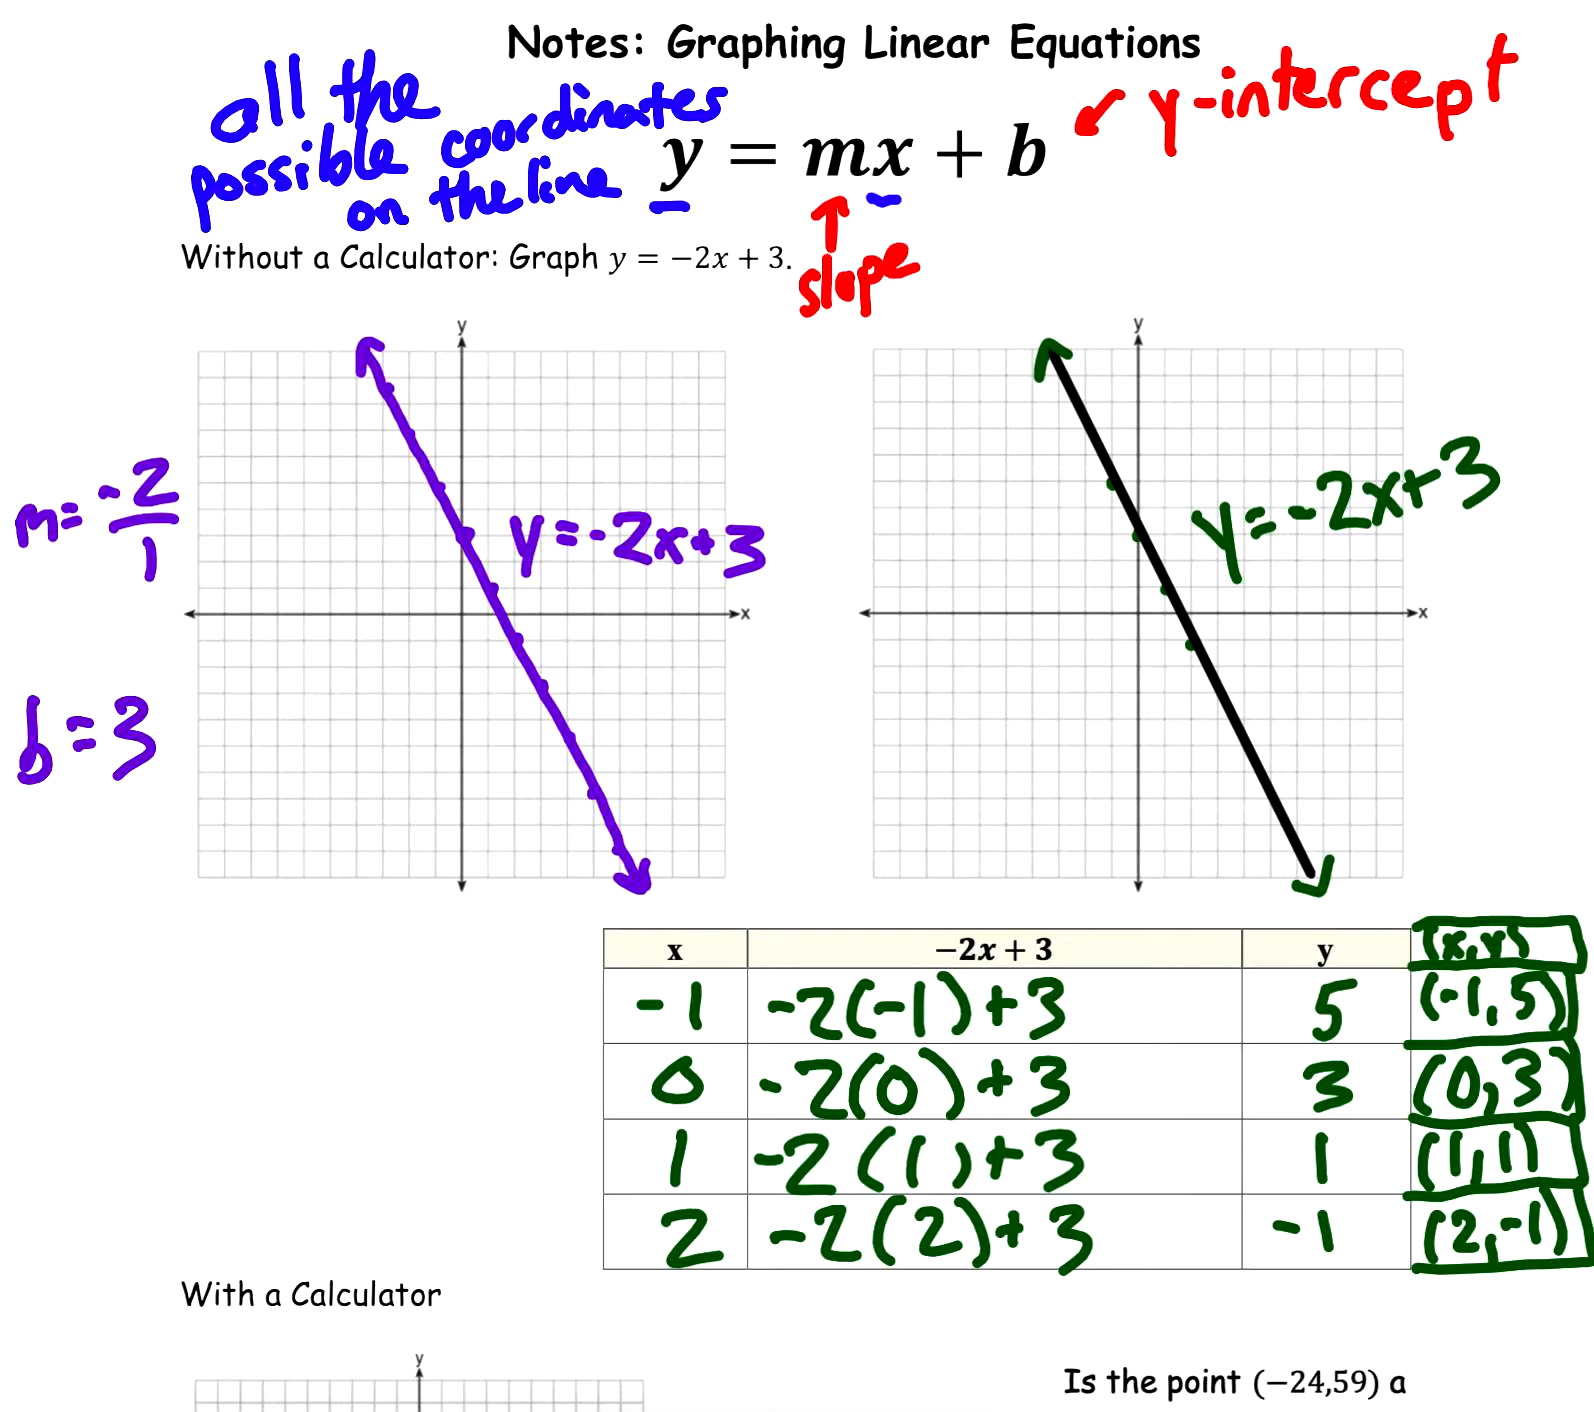 Notes: Graphing Linear Equations
all the
possible coordinates
on the line
y = mx + b
y-intercept
slope
Without a Calculator: Graph y = −2x + 3.
y
y
m = -2/1
y = -2x + 3
y = -2x + 3
x
x
b = 3
x −2x + 3 y (x, y)
-1 -2(-1) + 3 5 (-1, 5)
0 -2(0) + 3 3 (0, 3)
1 -2(1) + 3 1 (1, 1)
2 -2(2) + 3 -1 (2, -1)
With a Calculator
y
Is the point (−24,59) a